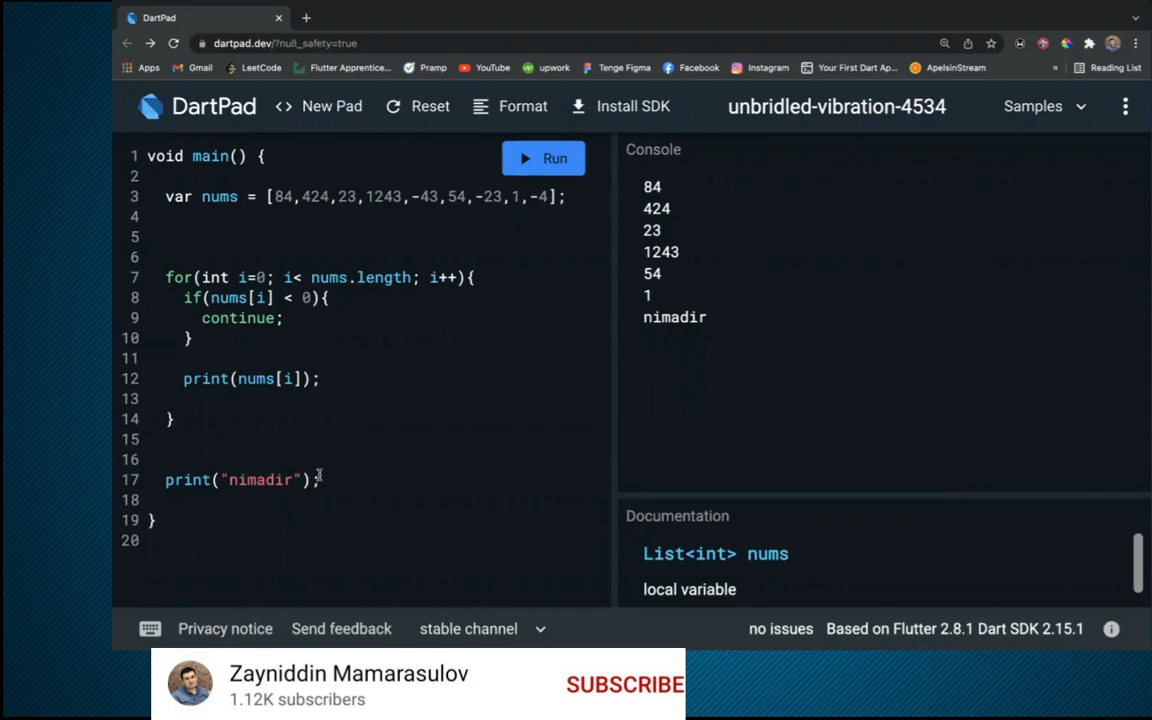 DartPad
dartpad.dev/?null_safety=true
Apps Gmail LeetCode Flutter Apprentice... Pramp YouTube upwork Tenge Figma Facebook Instagram Your First Dart Ap... ApelsinStream » Reading List
DartPad <> New Pad Reset Format Install SDK unbridled-vibration-4534 Samples
Run
1 void main() {
2
3 var nums = [84,424,23,1243,-43,54,-23,1,-4];
4
5
6
7 for(int i=0; i< nums.length; i++){
8 if(nums[i] < 0){
9 continue;
10 }
11
12 print(nums[i]);
13
14 }
15
16
17 print("nimadir");
18
19 }
20
Console
84
424
23
1243
54
1
nimadir
Documentation
List<int> nums
local variable
Privacy notice Send feedback stable channel no issues Based on Flutter 2.8.1 Dart SDK 2.15.1
Zayniddin Mamarasulov
1.12K subscribers
SUBSCRIBE